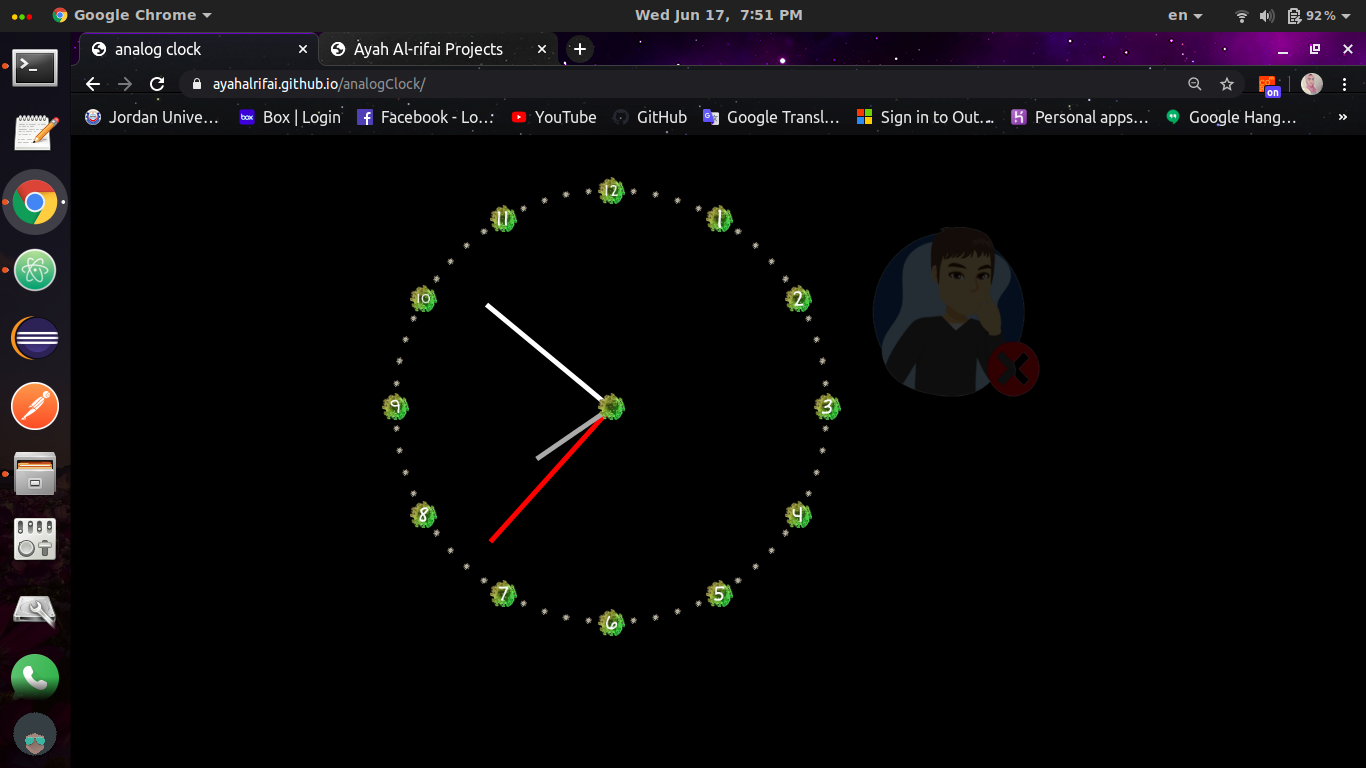 Google Chrome
Wed Jun 17, 7:51 PM
en
92%
analog clock
Ayah Al-rifai Projects
ayahalrifai.github.io/analogClock/
on
Jordan Unive...
box
Box | Login
Facebook - Lo...
YouTube
GitHub
Google Transl...
Sign in to Out...
Personal apps...
Google Hang...
»
12
11
1
10
2
9
3
8
4
7
5
6